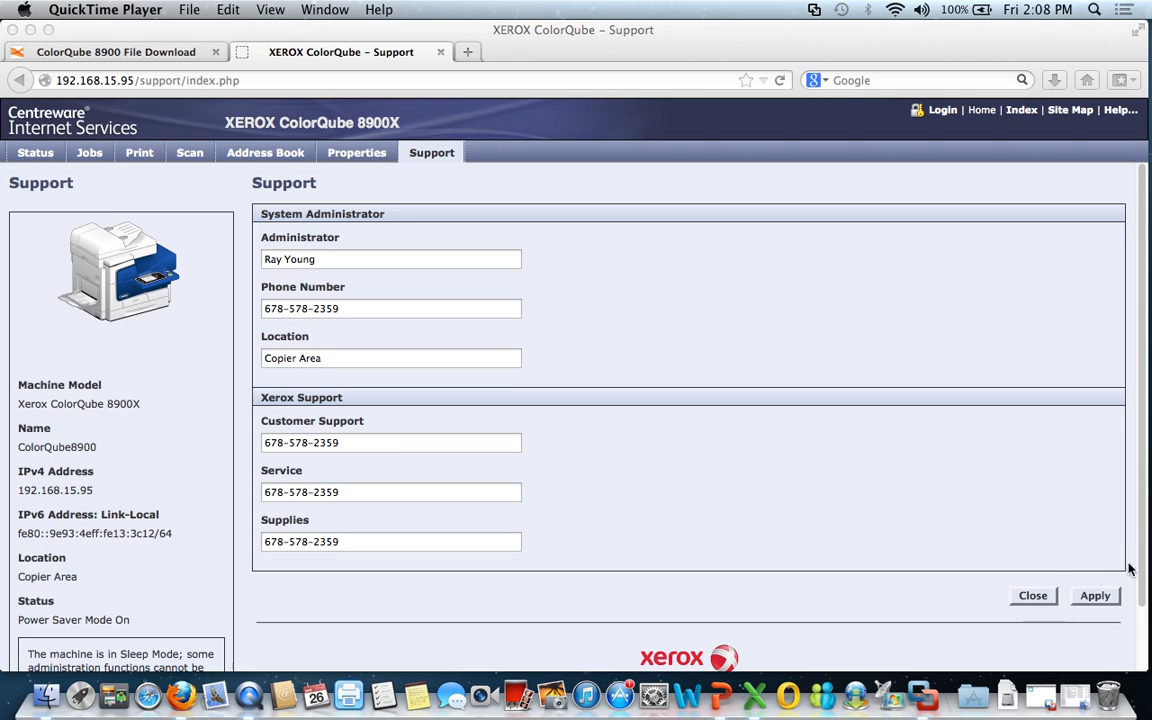 QuickTime Player File Edit View Window Help 100% Fri 2:08 PM
XEROX ColorQube – Support
ColorQube 8900 File Download XEROX ColorQube – Support
192.168.15.95/support/index.php Google
Centreware®
Internet Services
XEROX ColorQube 8900X
Login | Home | Index | Site Map | Help...
Status Jobs Print Scan Address Book Properties Support
Support
Machine Model
Xerox ColorQube 8900X
Name
ColorQube8900
IPv4 Address
192.168.15.95
IPv6 Address: Link-Local
fe80::9e93:4eff:fe13:3c12/64
Location
Copier Area
Status
Power Saver Mode On
The machine is in Sleep Mode; some
administration functions cannot be
Support
System Administrator
Administrator
Ray Young
Phone Number
678-578-2359
Location
Copier Area
Xerox Support
Customer Support
678-578-2359
Service
678-578-2359
Supplies
678-578-2359
Close Apply
xerox
26